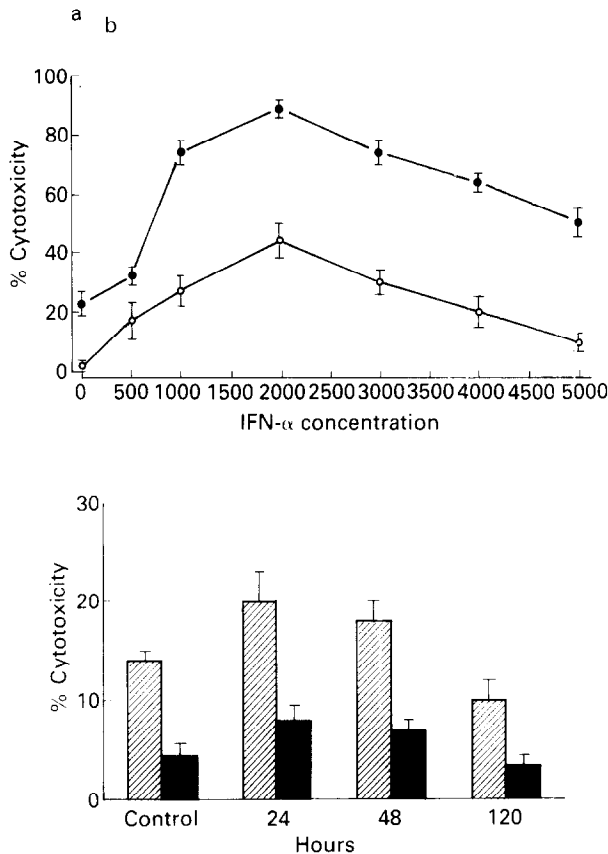 a b
100
80
60
40
20
0
% Cytotoxicity
0 500 1000 1500 2000 2500 3000 3500 4000 4500 5000
IFN-α concentration
30
20
10
0
% Cytotoxicity
Control 24 48 120
Hours